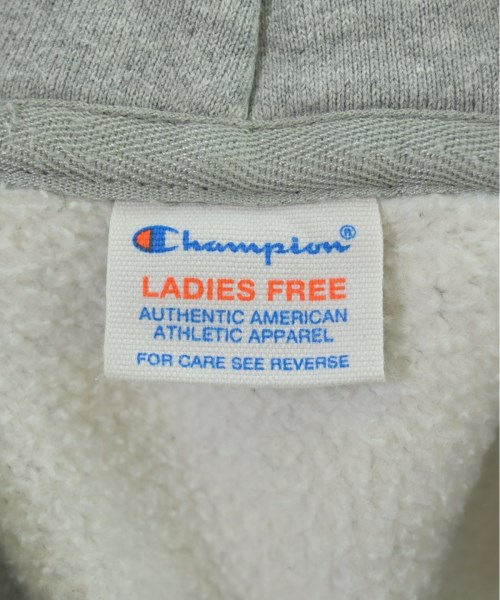 Champion®
LADIES FREE
AUTHENTIC AMERICAN
ATHLETIC APPAREL
FOR CARE SEE REVERSE